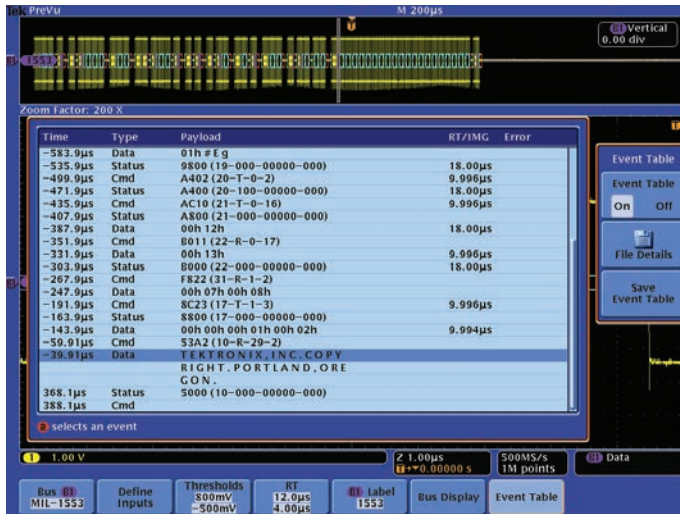 Tek PreVu M 200µs
B1 Vertical
0.00 div
B1 1553
Zoom Factor: 200 X
Time Type Payload RT/IMG Error
-583.9µs Data 01h # E g
-535.9µs Status 9800 (19-000-00000-000) 18.00µs
-499.9µs Cmd A402 (20-T-0-2) 9.996µs
-471.9µs Status A400 (20-100-00000-000) 18.00µs
-435.9µs Cmd AC10 (21-T-0-16) 9.996µs
-407.9µs Status A800 (21-000-00000-000)
-387.9µs Data 00h 12h 18.00µs
-351.9µs Cmd B011 (22-R-0-17)
-331.9µs Data 00h 13h 9.996µs
-303.9µs Status B000 (22-000-00000-000) 18.00µs
-267.9µs Cmd F822 (31-R-1-2)
-247.9µs Data 00h 07h 00h 08h
-191.9µs Cmd 8C23 (17-T-1-3) 9.996µs
-163.9µs Status 8800 (17-000-00000-000)
-143.9µs Data 00h 00h 00h 01h 00h 02h 9.994µs
-59.91µs Cmd 53A2 (10-R-29-2)
-39.91µs Data T E K T R O N I X , I N C . C O P Y
R I G H T . P O R T L A N D , O R E
G O N .
368.1µs Status 5000 (10-000-00000-000)
388.1µs Cmd
a selects an event
Event Table
Event Table
On Off
File Details
Save
Event Table
1 1.00 V
Z 1.00µs
T→▼0.00000 s
500MS/s
1M points
B1 Data
Bus B1
MIL-1553
Define
Inputs
Thresholds
800mV
-500mV
RT
12.0µs
4.00µs
B1 Label
1553
Bus Display
Event Table